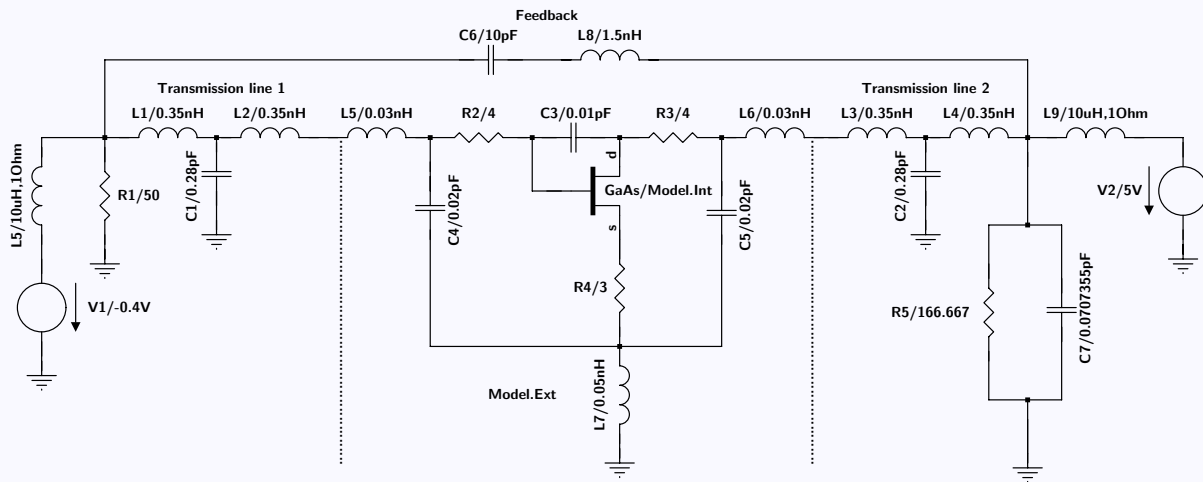 Feedback
C6/10pF
L8/1.5nH
Transmission line 1
Transmission line 2
L1/0.35nH
L2/0.35nH
L5/0.03nH
R2/4
C3/0.01pF
R3/4
L6/0.03nH
L3/0.35nH
L4/0.35nH
L9/10uH,1Ohm
L5/10uH,1Ohm
R1/50
C1/0.28pF
C4/0.02pF
d
GaAs/Model.Int
s
C5/0.02pF
C2/0.28pF
V2/5V
V1/-0.4V
R4/3
R5/166.667
C7/0.0707355pF
Model.Ext
L7/0.05nH